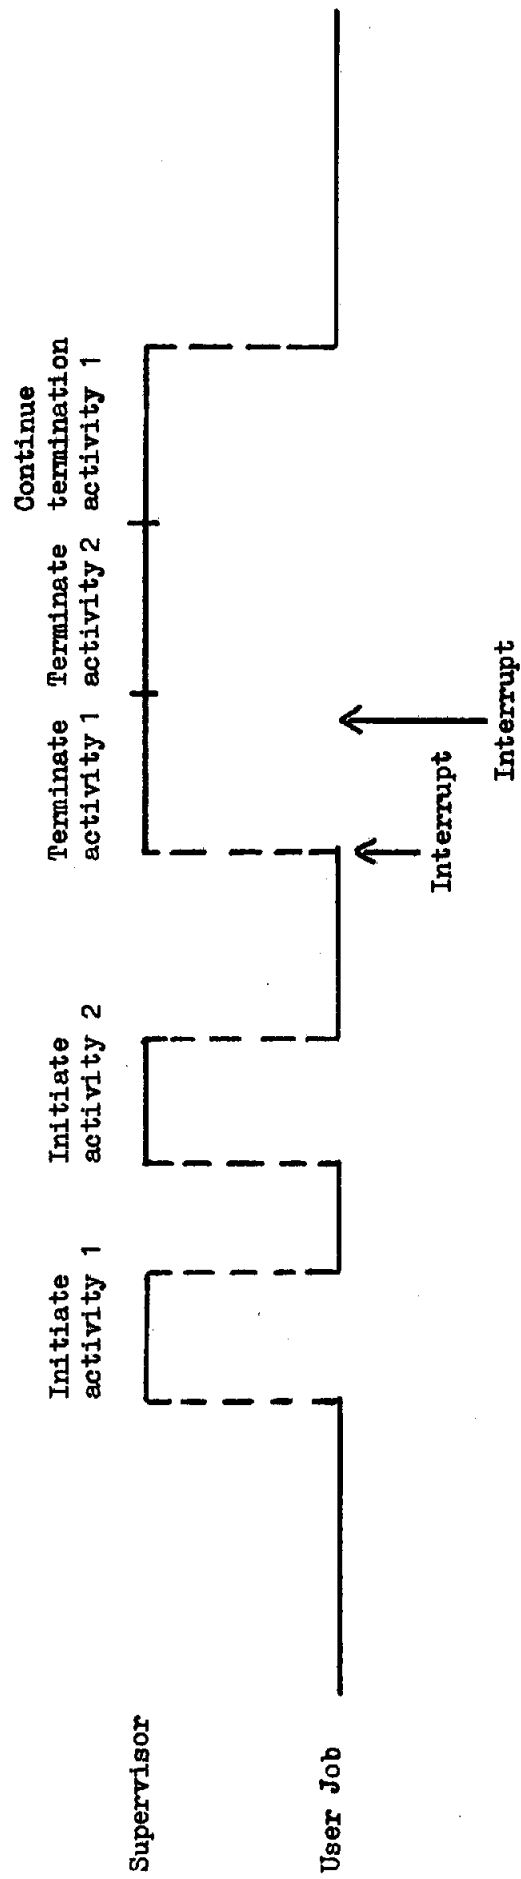 Initiate
activity 1
Initiate
activity 2
Terminate
activity 1
Terminate
activity 2
Continue
termination
activity 1
Supervisor
User Job
Interrupt
Interrupt